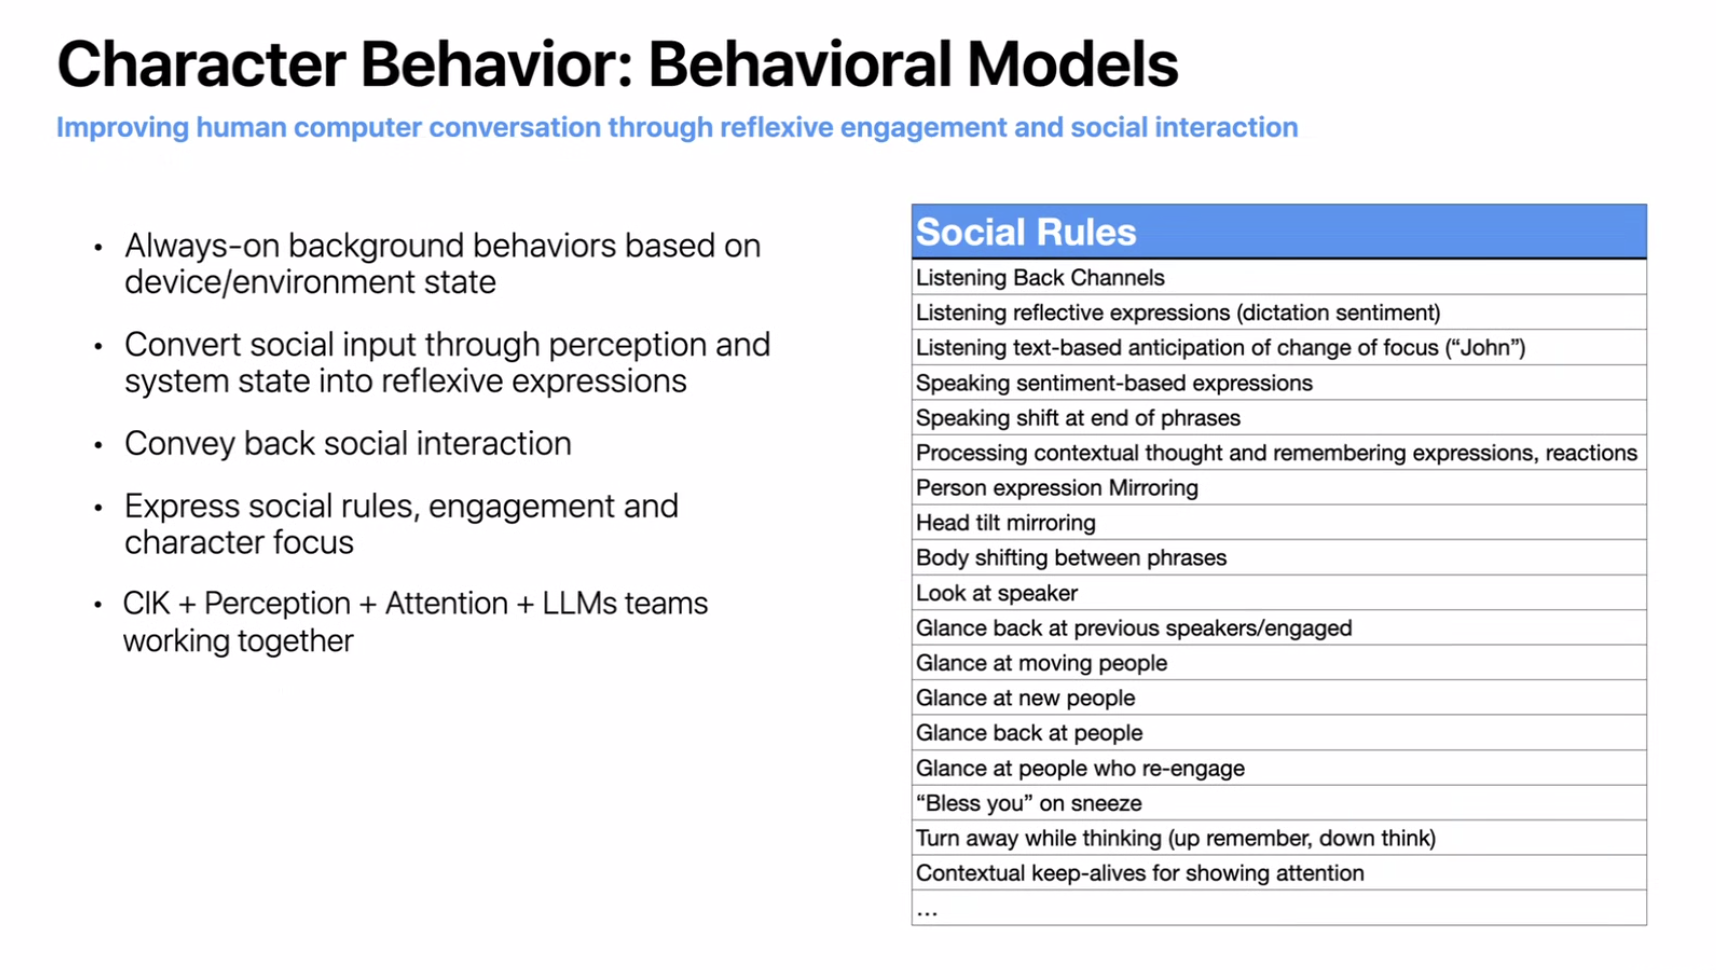 Character Behavior: Behavioral Models
Improving human computer conversation through reflexive engagement and social interaction
• Always-on background behaviors based on
device/environment state
• Convert social input through perception and
system state into reflexive expressions
• Convey back social interaction
• Express social rules, engagement and
character focus
• CIK + Perception + Attention + LLMs teams
working together
Social Rules
Listening Back Channels
Listening reflective expressions (dictation sentiment)
Listening text-based anticipation of change of focus (“John”)
Speaking sentiment-based expressions
Speaking shift at end of phrases
Processing contextual thought and remembering expressions, reactions
Person expression Mirroring
Head tilt mirroring
Body shifting between phrases
Look at speaker
Glance back at previous speakers/engaged
Glance at moving people
Glance at new people
Glance back at people
Glance at people who re-engage
“Bless you” on sneeze
Turn away while thinking (up remember, down think)
Contextual keep-alives for showing attention
...